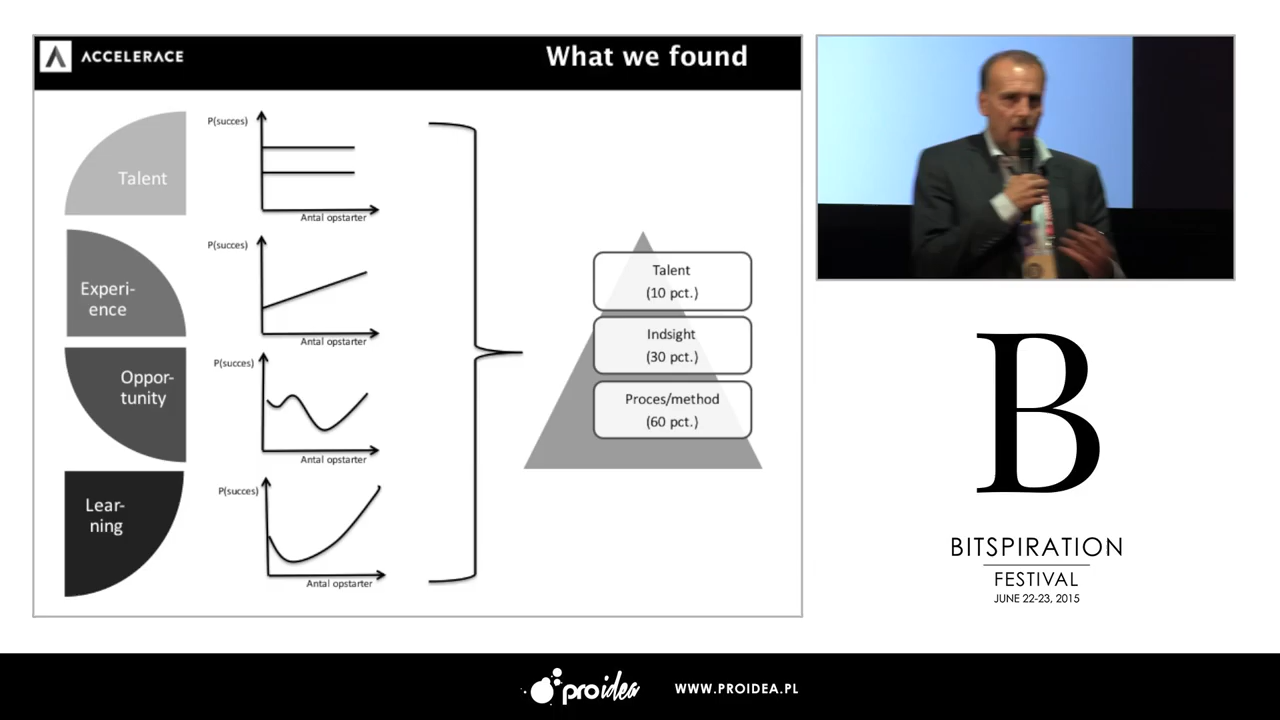 ACCELERACE
What we found
Talent
P(succes)
Antal opstarter
Experi-
ence
P(succes)
Antal opstarter
Oppor-
tunity
P(succes)
Antal opstarter
Lear-
ning
P(succes)
Antal opstarter
Talent
(10 pct.)
Indsight
(30 pct.)
Proces/method
(60 pct.)
B
BITSPIRATION
FESTIVAL
JUNE 22-23, 2015
proidea
WWW.PROIDEA.PL